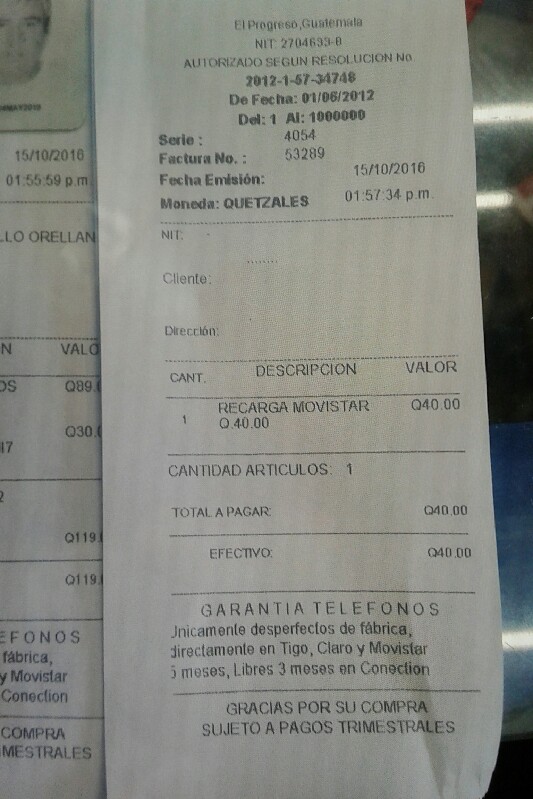 El Progreso,Guatemala
NIT: 2704633-8
AUTORIZADO SEGUN RESOLUCION No.
2012-1-57-34748
De Fecha: 01/06/2012
Del: 1 Al: 1000000
Serie : 4054
Factura No. : 53289
Fecha Emisión: 15/10/2016
Moneda: QUETZALES 01:57:34 p.m.
NIT: -
........
Cliente:
Dirección:
CANT. DESCRIPCION VALOR
1 RECARGA MOVISTAR Q40.00
Q.40.00
CANTIDAD ARTICULOS: 1
TOTAL A PAGAR: Q40.00
EFECTIVO: Q40.00
GARANTIA TELEFONOS
Unicamente desperfectos de fábrica,
directamente en Tigo, Claro y Movistar
6 meses, Libres 3 meses en Conection
GRACIAS POR SU COMPRA
SUJETO A PAGOS TRIMESTRALES
15/10/2016
01:55:59 p.m.
LLO ORELLAN
N VALO
OS Q89.
Q30.
17
2
Q119.
Q119.
EFONOS
fábrica,
y Movistar
Conection
COMPRA
MESTRALES